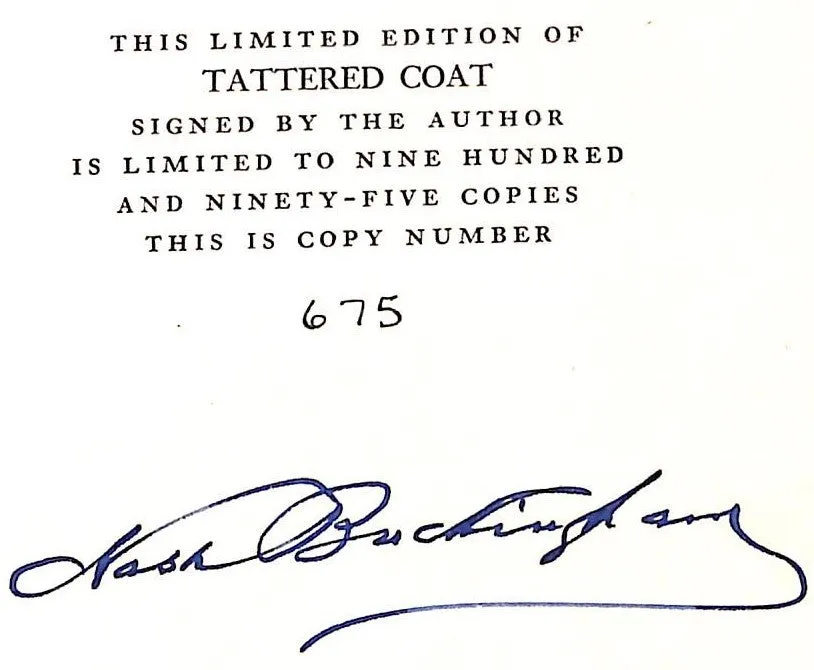 THIS LIMITED EDITION OF
TATTERED COAT
SIGNED BY THE AUTHOR
IS LIMITED TO NINE HUNDRED
AND NINETY-FIVE COPIES
THIS IS COPY NUMBER
675
Nash Buckingham